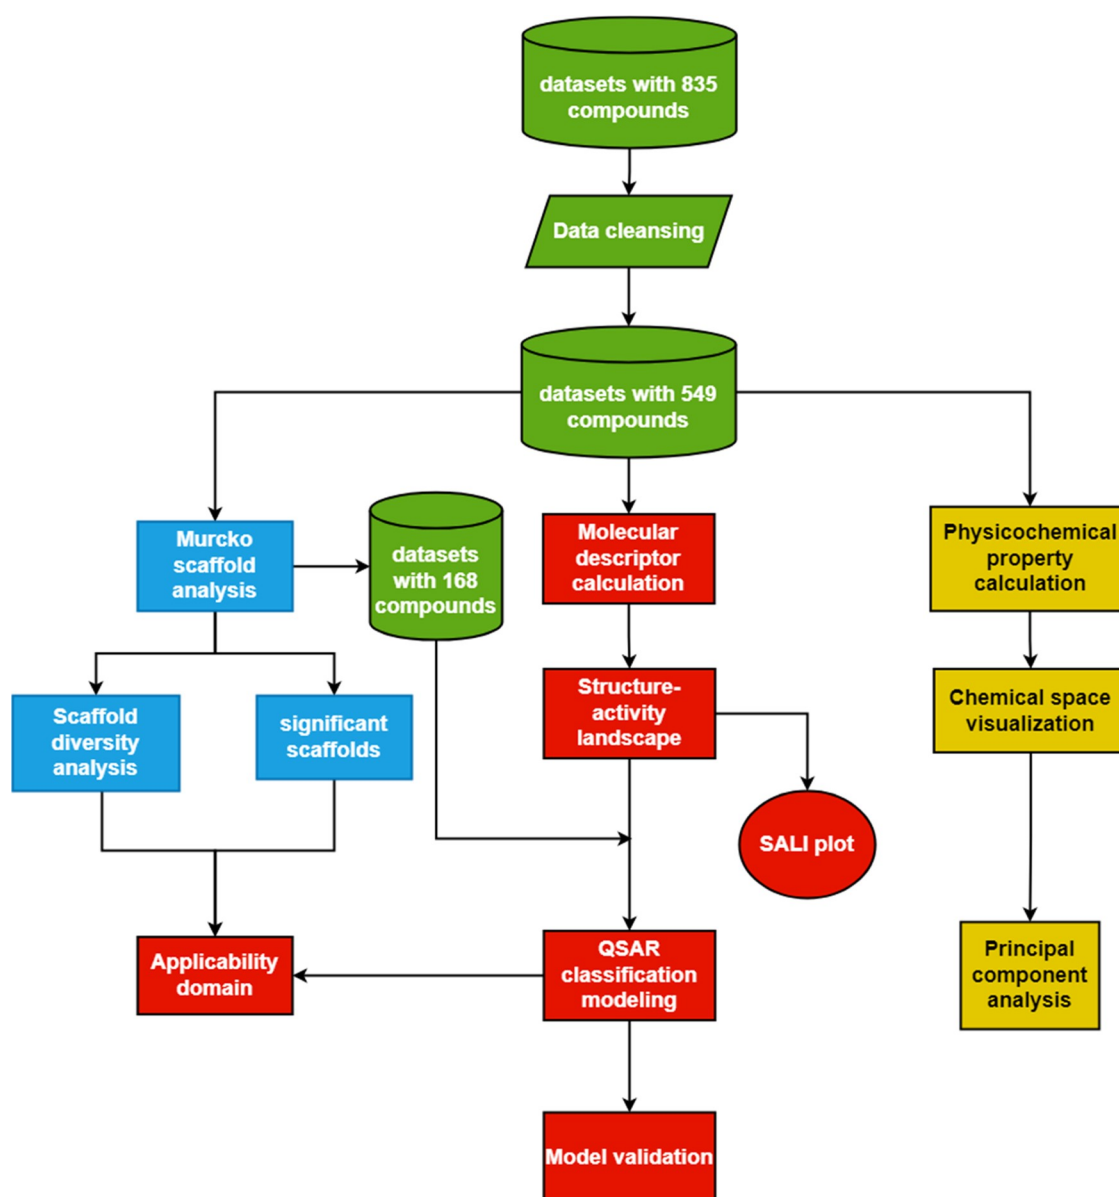 datasets with 835
compounds
Data cleansing
datasets with 549
compounds
Murcko
scaffold
analysis
datasets
with 168
compounds
Molecular
descriptor
calculation
Physicochemical
property
calculation
Scaffold
diversity
analysis
significant
scaffolds
Structure-
activity
landscape
Chemical space
visualization
SALI plot
Applicability
domain
QSAR
classification
modeling
Principal
component
analysis
Model validation